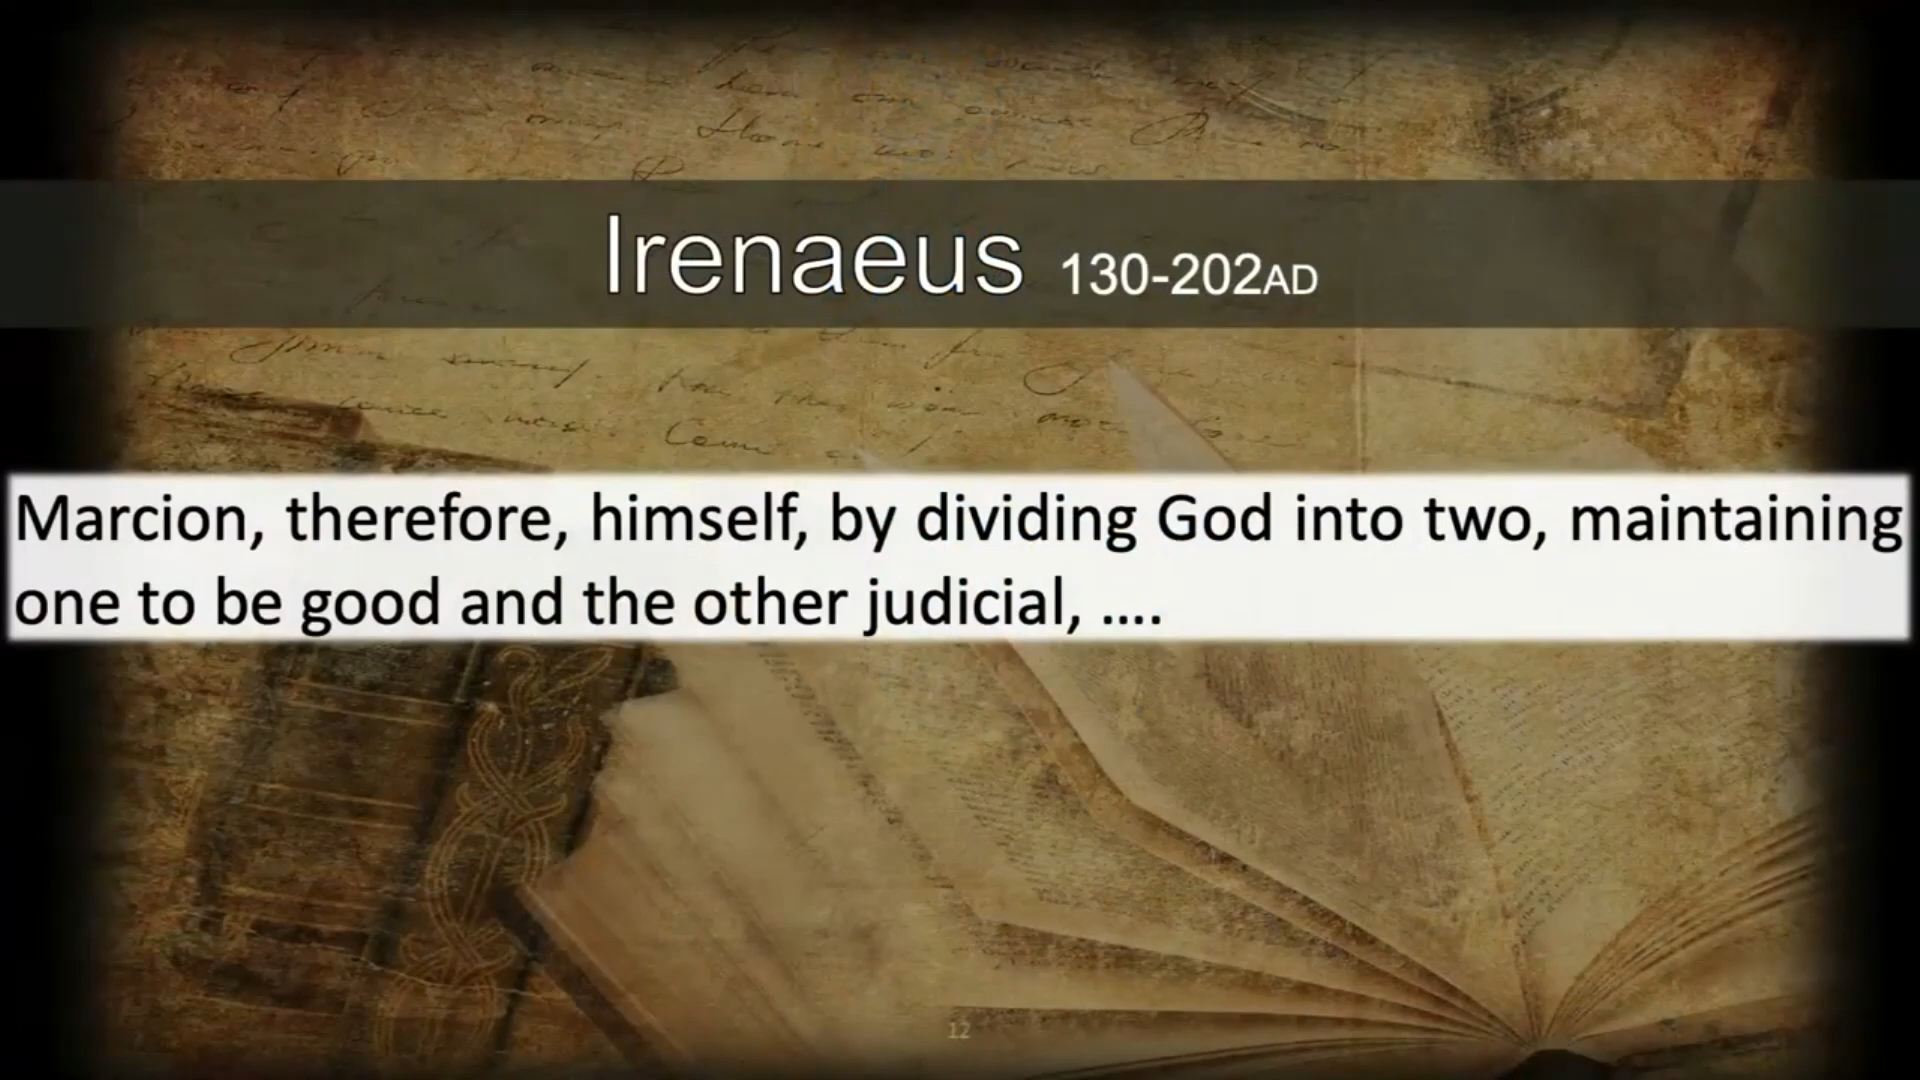 Irenaeus 130-202AD
Marcion, therefore, himself, by dividing God into two, maintaining
one to be good and the other judicial, ....
12